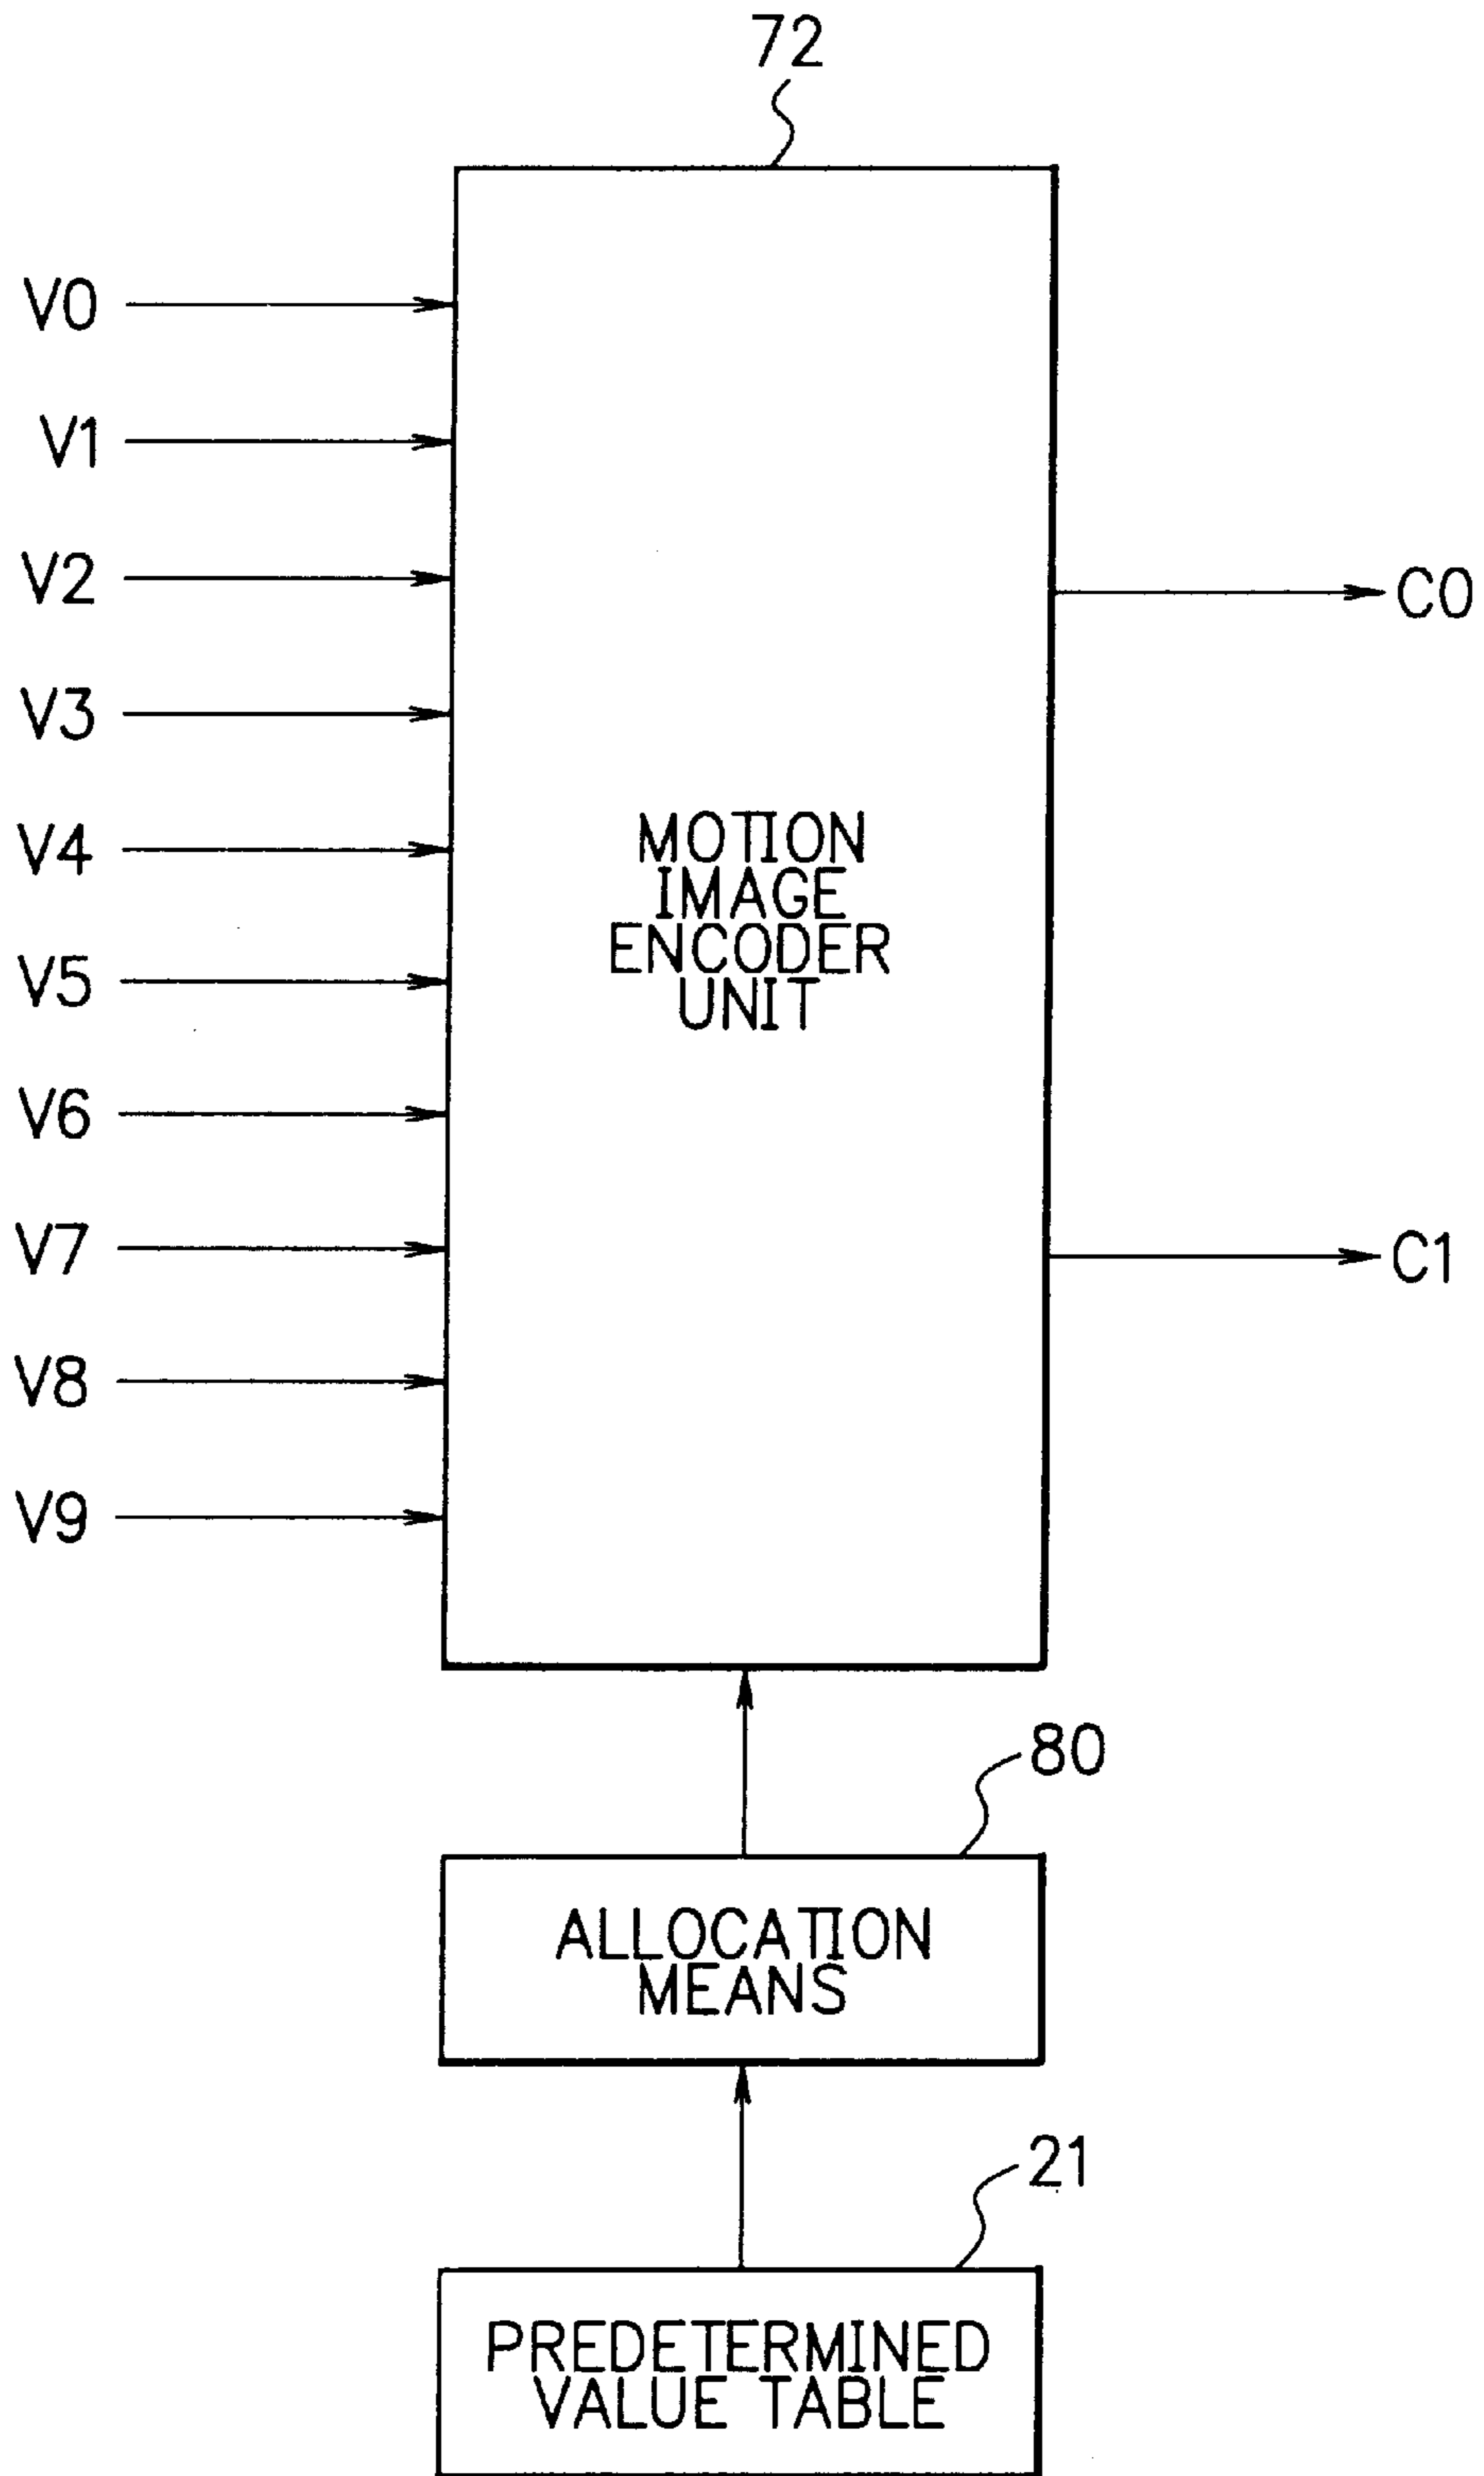 72
V0
V1
V2
C0
V3
V4
MOTION
IMAGE
ENCODER
UNIT
V5
V6
V7
C1
V8
V9
80
ALLOCATION
MEANS
21
PREDETERMINED
VALUE TABLE